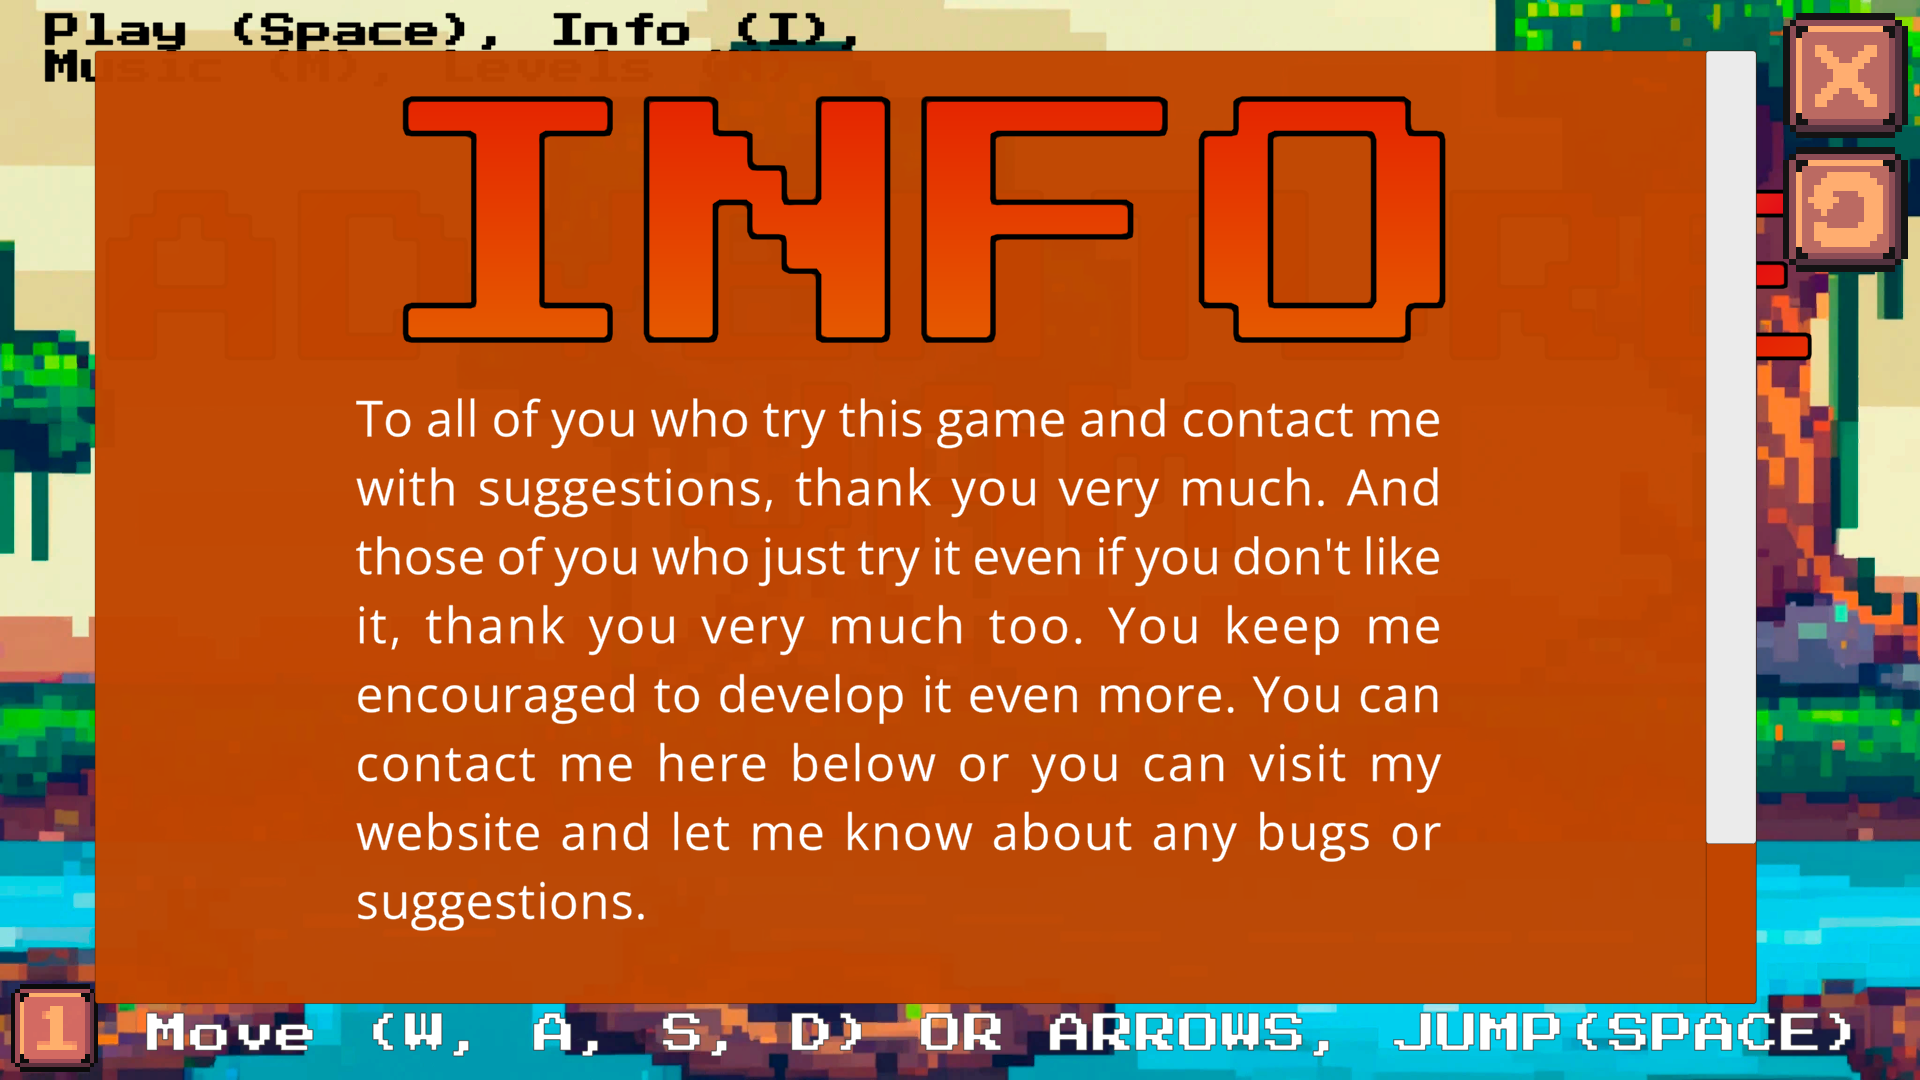 Play (Space), Info (I),
Music (M), Levels
INFO
To all of you who try this game and contact me
with suggestions, thank you very much. And
those of you who just try it even if you don't like
it, thank you very much too. You keep me
encouraged to develop it even more. You can
contact me here below or you can visit my
website and let me know about any bugs or
suggestions.
1
Move (W, A, S, D) OR ARROWS, JUMP(SPACE)